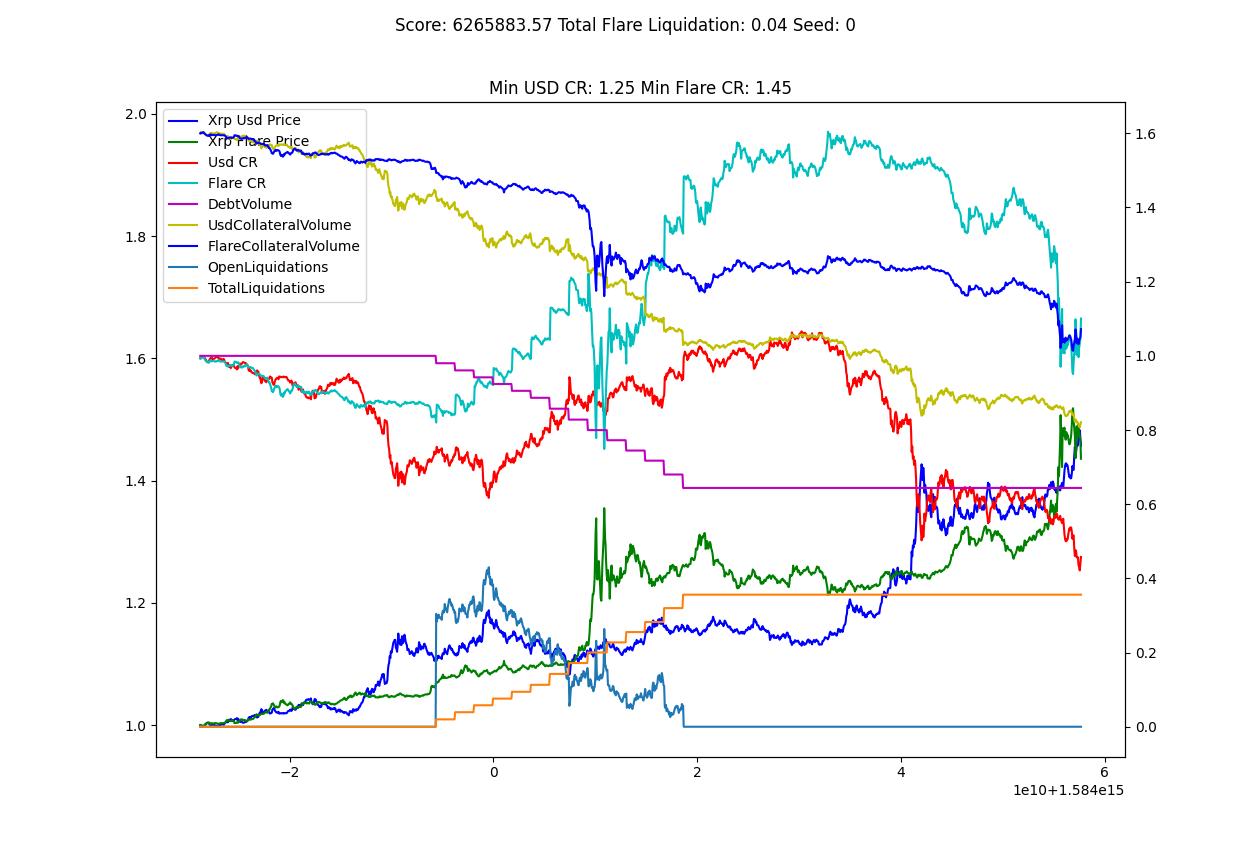 Score: 6265883.57 Total Flare Liquidation: 0.04 Seed: 0
Min USD CR: 1.25 Min Flare CR: 1.45
Xrp Usd Price
Xrp Flare Price
Usd CR
Flare CR
DebtVolume
UsdCollateralVolume
FlareCollateralVolume
OpenLiquidations
TotalLiquidations
2.0
1.8
1.6
1.4
1.2
1.0
1.6
1.4
1.2
1.0
0.8
0.6
0.4
0.2
0.0
−2 0 2 4 6
1e10+1.584e15